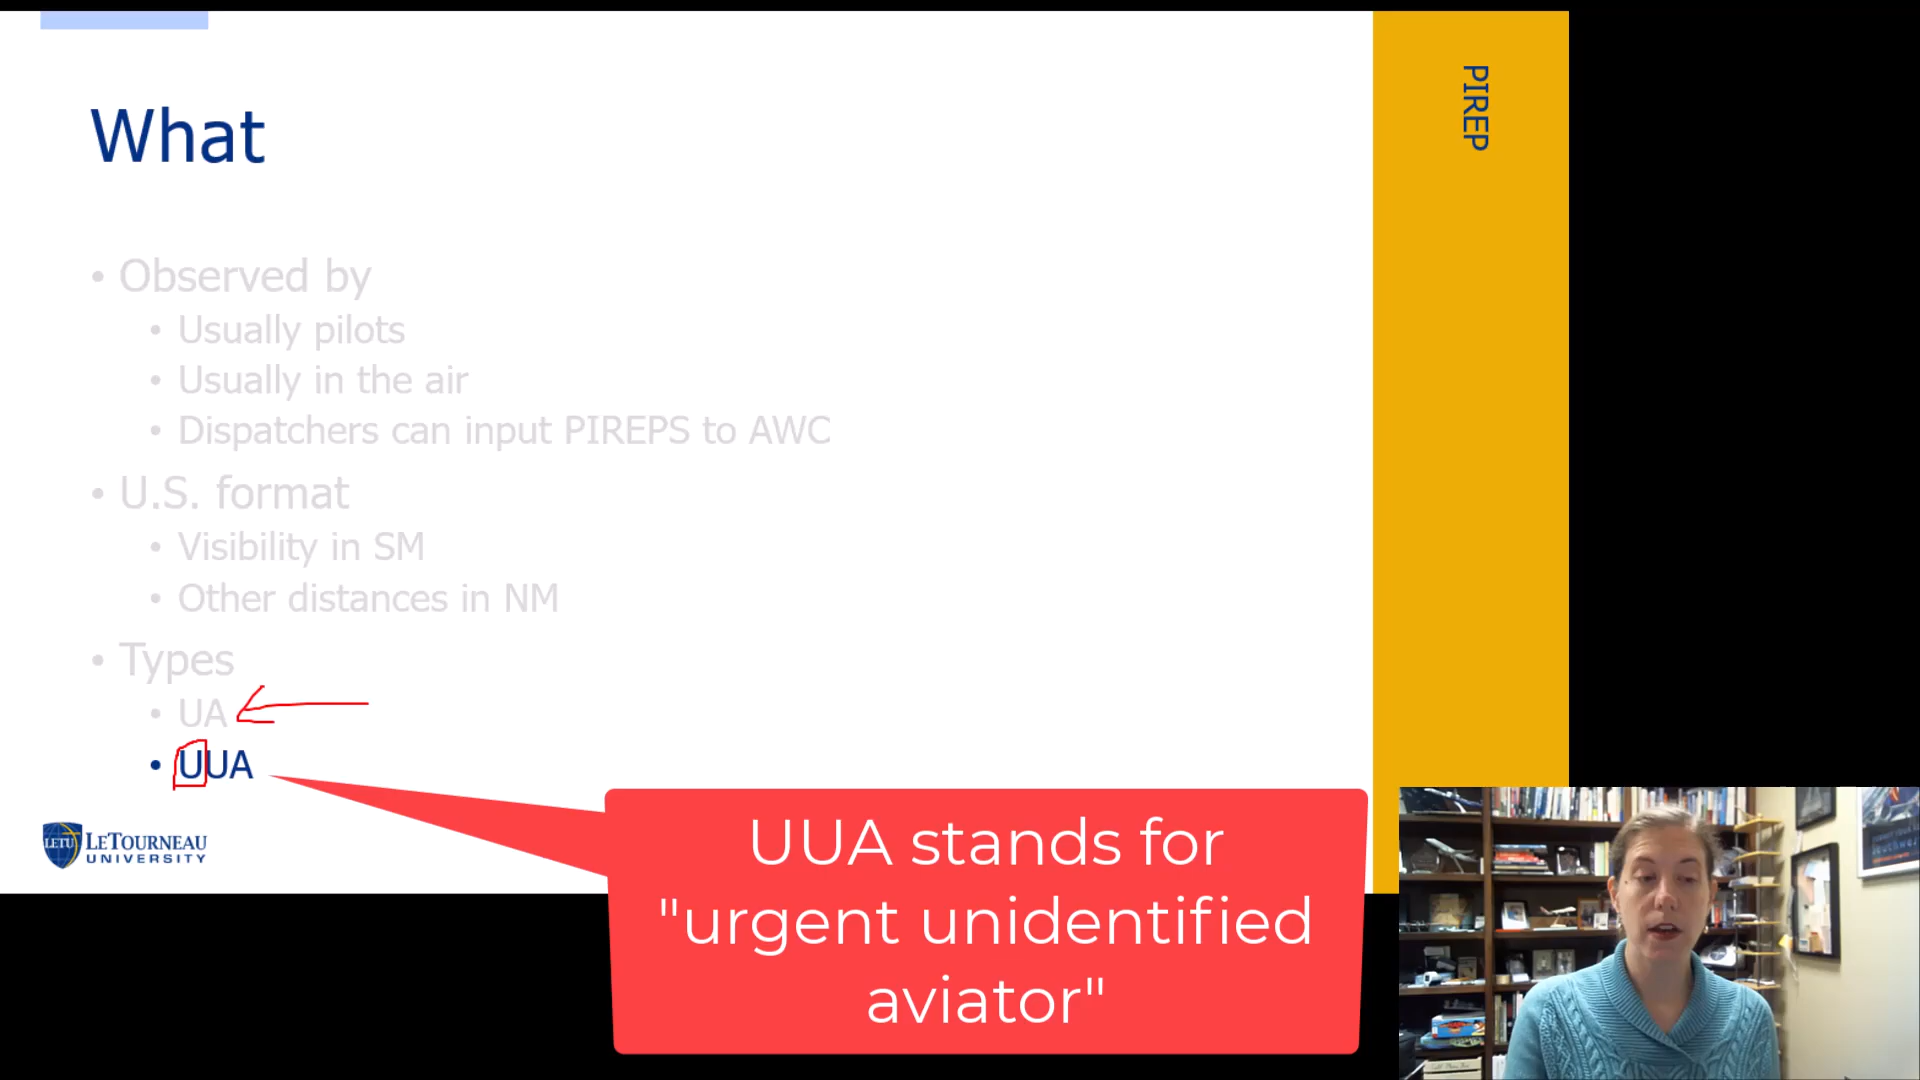 What
PIREP
• Observed by
• Usually pilots
• Usually in the air
• Dispatchers can input PIREPS to AWC
• U.S. format
• Visibility in SM
• Other distances in NM
• Types
• UA
• UUA
LETU LETOURNEAU
UNIVERSITY
UUA stands for
"urgent unidentified
aviator"